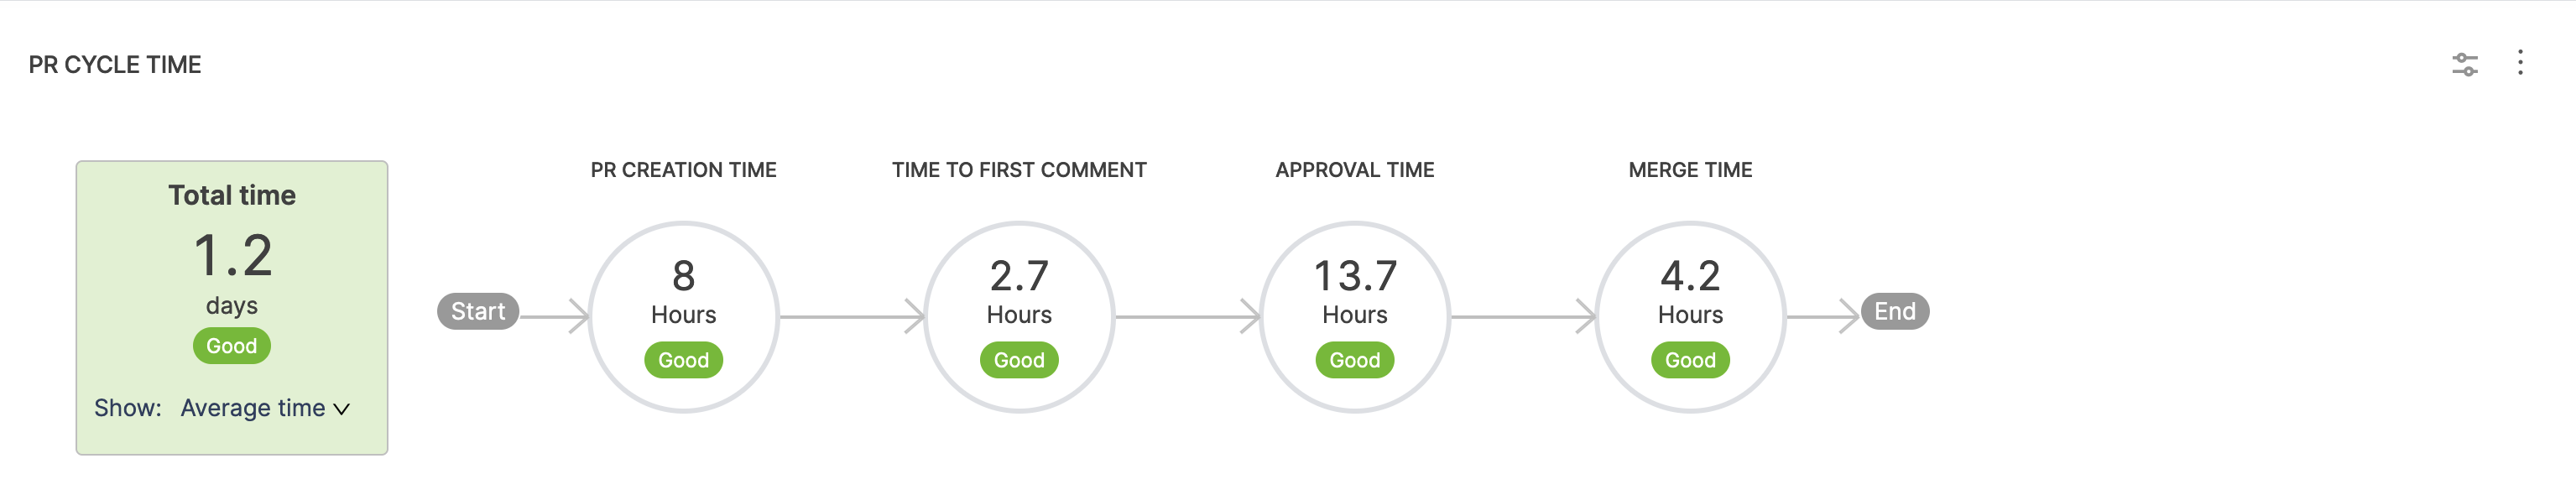 PR CYCLE TIME
Total time
1.2
days
Good
Show: Average time
Start
PR CREATION TIME
8
Hours
Good
TIME TO FIRST COMMENT
2.7
Hours
Good
APPROVAL TIME
13.7
Hours
Good
MERGE TIME
4.2
Hours
Good
End